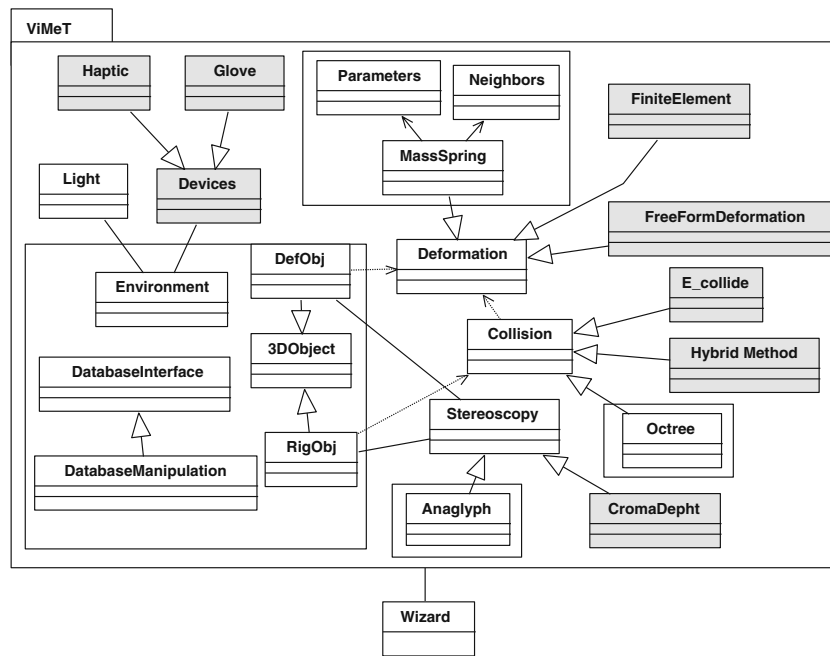 ViMeT
Haptic
Glove
Parameters
Neighbors
FiniteElement
MassSpring
Light
Devices
FreeFormDeformation
DefObj
Deformation
Environment
E_collide
Collision
3DObject
Hybrid Method
DatabaseInterface
Stereoscopy
Octree
RigObj
DatabaseManipulation
Anaglyph
CromaDepht
Wizard